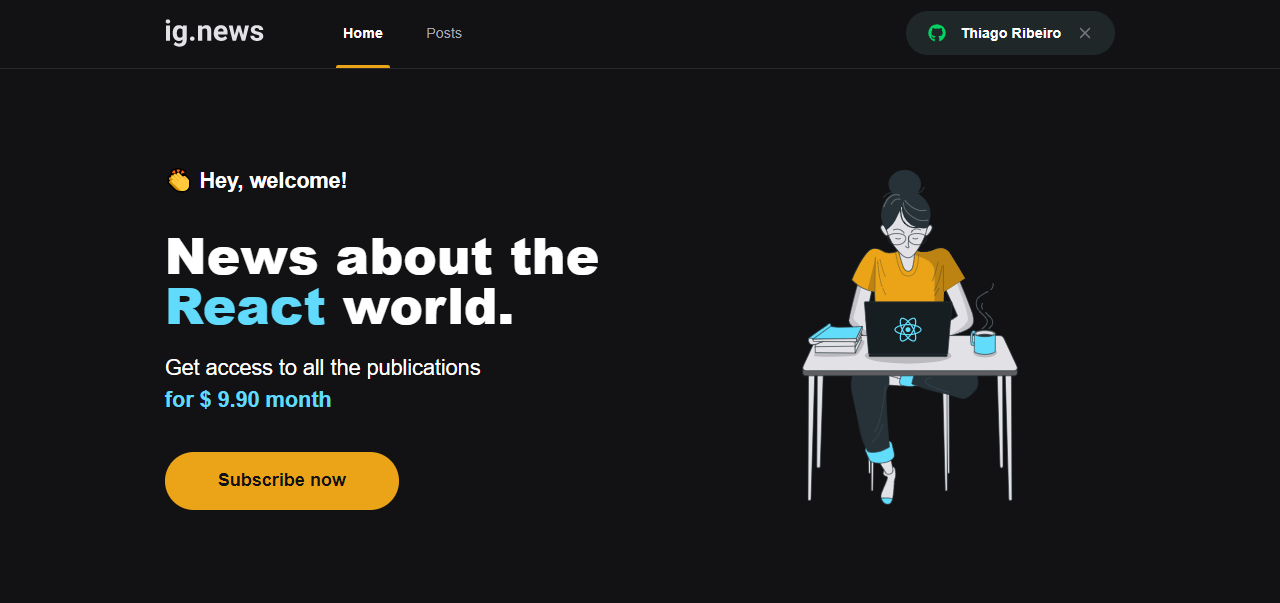 ig.news
Home
Posts
Thiago Ribeiro
👏 Hey, welcome!
News about the
React world.
Get access to all the publications
for $ 9.90 month
Subscribe now